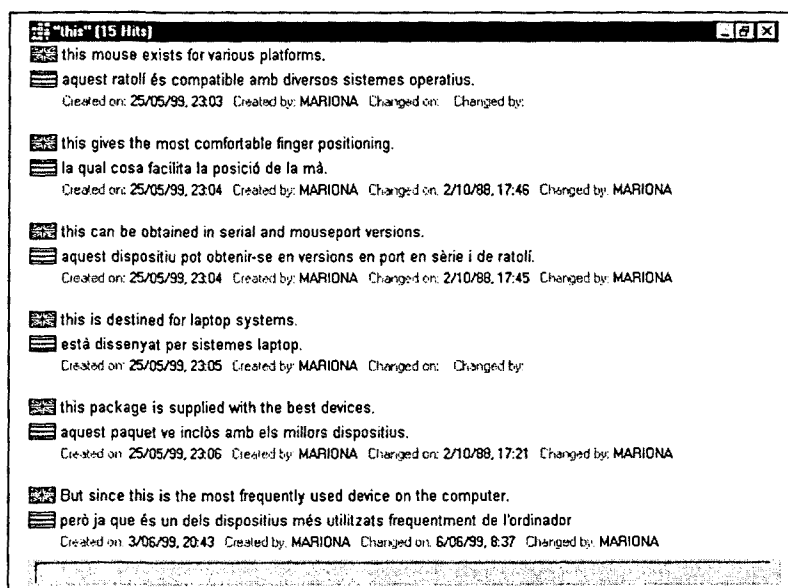 "this" (15 Hits)
this mouse exists for various platforms.
aquest ratolí és compatible amb diversos sistemes operatius.
Created on: 25/05/99, 23:03 Created by: MARIONA Changed on: Changed by:
this gives the most comfortable finger positioning.
la qual cosa facilita la posició de la mà.
Created on: 25/05/99, 23:04 Created by: MARIONA Changed on: 2/10/88, 17:46 Changed by: MARIONA
this can be obtained in serial and mouseport versions.
aquest dispositiu pot obtenir-se en versions en port en sèrie i de ratolí.
Created on: 25/05/99, 23:04 Created by: MARIONA Changed on: 2/10/88, 17:45 Changed by: MARIONA
this is destined for laptop systems.
està dissenyat per sistemes laptop.
Created on: 25/05/99, 23:05 Created by: MARIONA Changed on: Changed by:
this package is supplied with the best devices.
aquest paquet ve inclòs amb els millors dispositius.
Created on: 25/05/99, 23:06 Created by: MARIONA Changed on: 2/10/88, 17:21 Changed by: MARIONA
But since this is the most frequently used device on the computer.
però ja que és un dels dispositius més utilitzats frequentment de l'ordinador
Created on: 3/06/99, 20:43 Created by: MARIONA Changed on: 6/06/99, 8:37 Changed by: MARIONA